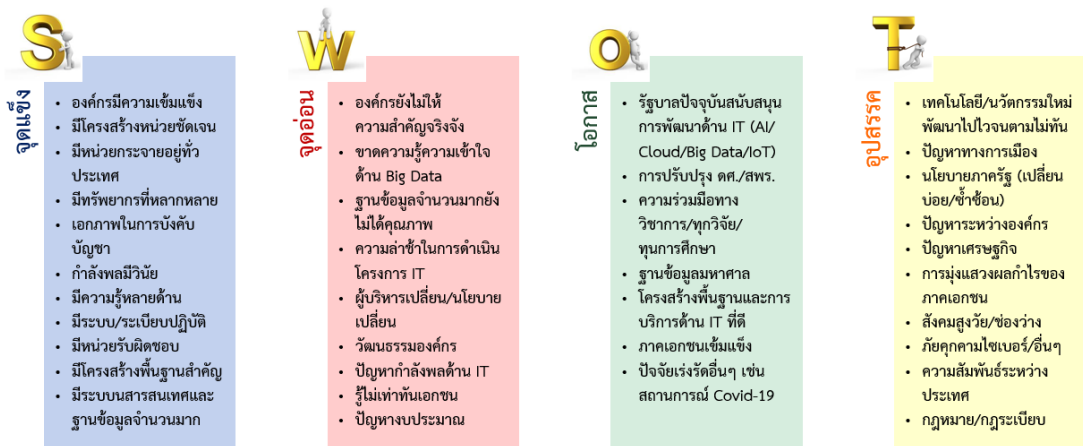 S
จุดแข็ง
• องค์กรมีความเข้มแข็ง
• มีโครงสร้างหน่วยชัดเจน
• มีหน่วยกระจายอยู่ทั่ว
ประเทศ
• มีทรัพยากรที่หลากหลาย
• เอกภาพในการบังคับ
บัญชา
• กำลังพลมีวินัย
• มีความรู้หลายด้าน
• มีระบบ/ระเบียบปฏิบัติ
• มีหน่วยรับผิดชอบ
• มีโครงสร้างพื้นฐานสำคัญ
• มีระบบนสารสนเทศและ
ฐานข้อมูลจำนวนมาก
W
จุดอ่อน
• องค์กรยังไม่ให้
ความสำคัญจริงจัง
• ขาดความรู้ความเข้าใจ
ด้าน Big Data
• ฐานข้อมูลจำนวนมากยัง
ไม่ได้คุณภาพ
• ความล่าช้าในการดำเนิน
โครงการ IT
• ผู้บริหารเปลี่ยน/นโยบาย
เปลี่ยน
• วัฒนธรรมองค์กร
• ปัญหากำลังพลด้าน IT
• รู้ไม่เท่าทันเอกชน
• ปัญหางบประมาณ
O
โอกาส
• รัฐบาลปัจจุบันสนับสนุน
การพัฒนาด้าน IT (AI/
Cloud/Big Data/IoT)
• การปรับปรุง ดศ./สพร.
• ความร่วมมือทาง
วิชาการ/ทุกวิจัย/
ทุนการศึกษา
• ฐานข้อมูลมหาศาล
• โครงสร้างพื้นฐานและการ
บริการด้าน IT ที่ดี
• ภาคเอกชนเข้มแข็ง
• ปัจจัยเร่งรัดอื่นๆ เช่น
สถานการณ์ Covid-19
T
อุปสรรค
• เทคโนโลยี/นวัตกรรมใหม่
พัฒนาไปไวจนตามไม่ทัน
• ปัญหาทางการเมือง
• นโยบายภาครัฐ (เปลี่ยน
บ่อย/ซ้ำซ้อน)
• ปัญหาระหว่างองค์กร
• ปัญหาเศรษฐกิจ
• การมุ่งแสวงผลกำไรของ
ภาคเอกชน
• สังคมสูงวัย/ช่องว่าง
• ภัยคุกคามไซเบอร์/อื่นๆ
• ความสัมพันธ์ระหว่าง
ประเทศ
• กฎหมาย/กฎระเบียบ